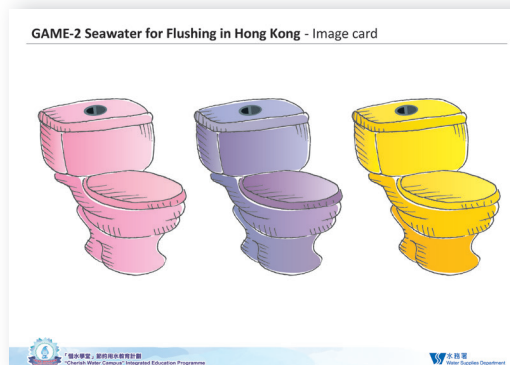 GAME-2 Seawater for Flushing in Hong Kong - Image card
「惜水學堂」節約用水教育計劃
"Cherish Water Campus" Integrated Education Programme
水務署
Water Supplies Department